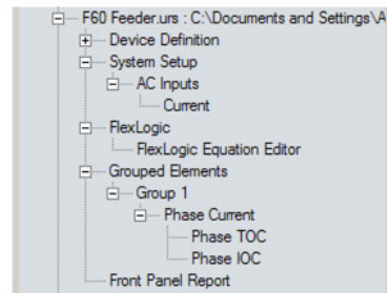 F60 Feeder.urs : C:\Documents and Settings\A
Device Definition
System Setup
AC Inputs
Current
FlexLogic
FlexLogic Equation Editor
Grouped Elements
Group 1
Phase Current
Phase TOC
Phase IOC
Front Panel Report